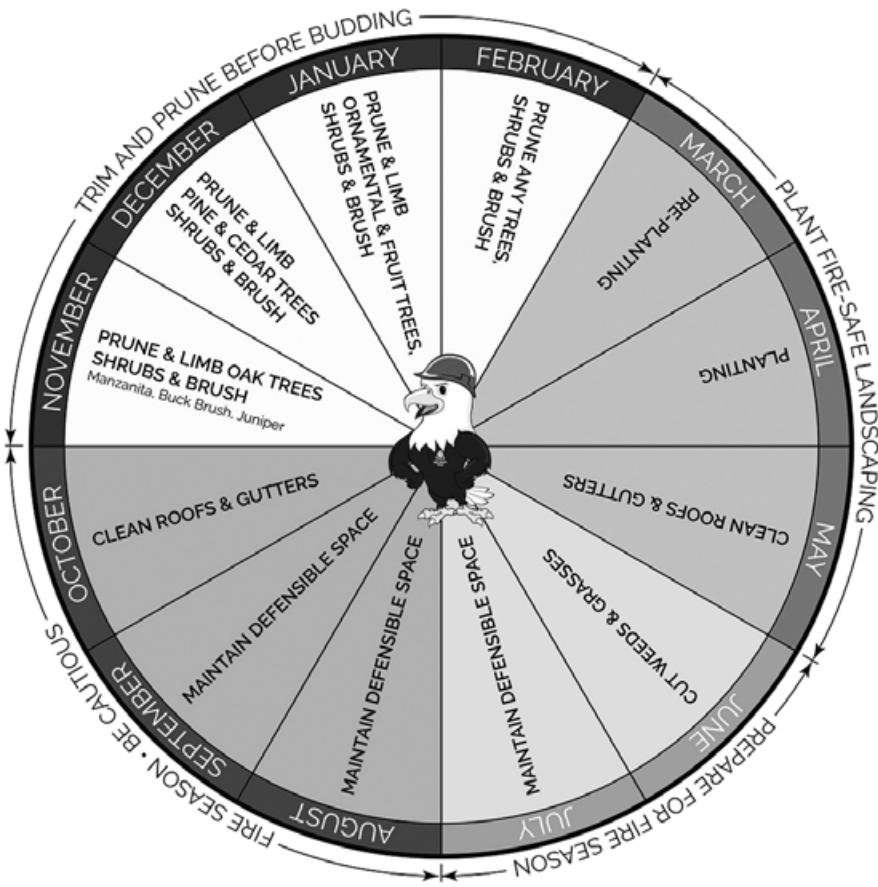 TRIM AND PRUNE BEFORE BUDDING
JANUARY
PRUNE & LIMB
ORNAMENTAL & FRUIT TREES,
SHRUBS & BRUSH
FEBRUARY
PRUNE ANY TREES,
SHRUBS & BRUSH
PLANT FIRE-SAFE LANDSCAPING
MARCH
PRE-PLANTING
APRIL
PLANTING
MAY
CLEAN ROOFS & GUTTERS
PREPARE FOR FIRE SEASON
JUNE
CUT WEEDS & GRASSES
JULY
MAINTAIN DEFENSIBLE SPACE
FIRE SEASON • BE CAUTIOUS
AUGUST
MAINTAIN DEFENSIBLE SPACE
SEPTEMBER
MAINTAIN DEFENSIBLE SPACE
OCTOBER
CLEAN ROOFS & GUTTERS
NOVEMBER
PRUNE & LIMB OAK TREES
SHRUBS & BRUSH
Manzanita, Buck Brush, Juniper
DECEMBER
PRUNE & LIMB
PINE & CEDAR TREES
SHRUBS & BRUSH